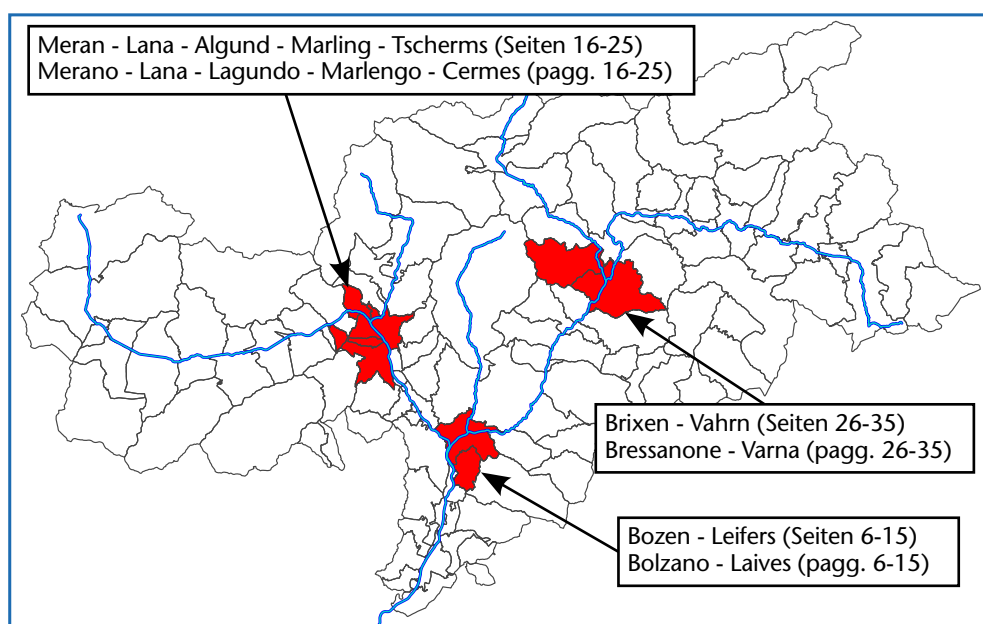 Meran - Lana - Algund - Marling - Tscherms (Seiten 16-25)
Merano - Lana - Lagundo - Marlengo - Cermes (pagg. 16-25)
Brixen - Vahrn (Seiten 26-35)
Bressanone - Varna (pagg. 26-35)
Bozen - Leifers (Seiten 6-15)
Bolzano - Laives (pagg. 6-15)